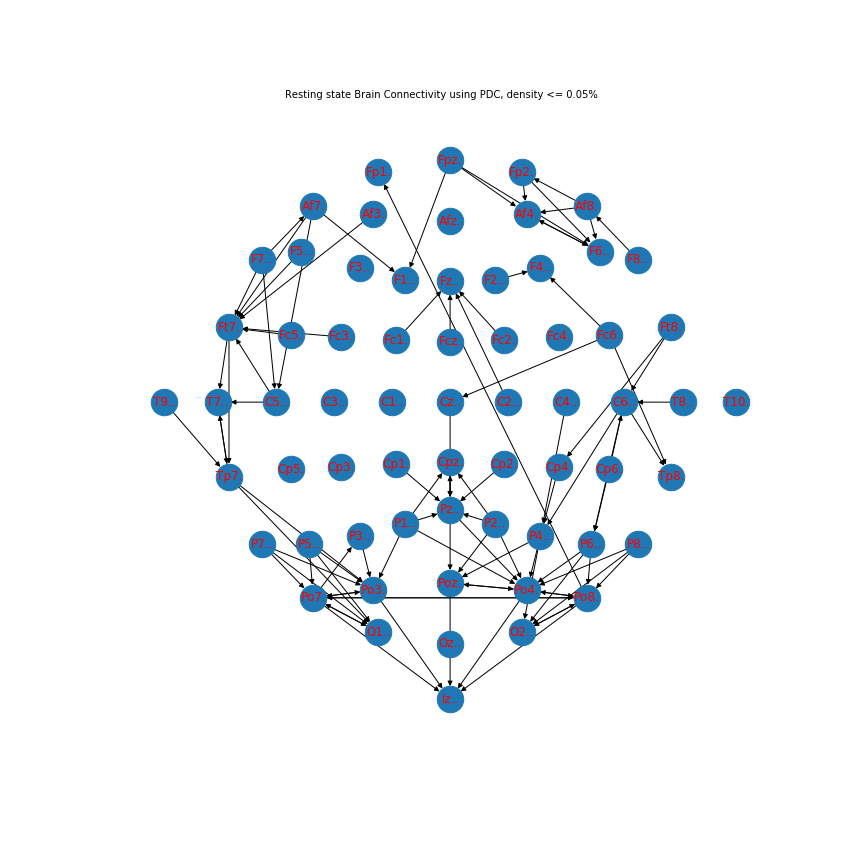 Resting state Brain Connectivity using PDC, density <= 0.05%
Fpz.
Fp1. Fp2.
Af7. Af3. Af4. Af8.
Afz.
F7.. F5.. F6.. F8..
F3.. F1.. Fz.. F2.. F4..
Ft7. Fc5. Fc3. Fc1. Fcz. Fc2. Fc4. Fc6. Ft8.
T9.. T7.. C5.. C3.. C1.. Cz.. C2.. C4.. C6.. T8.. T10.
Tp7. Cp5. Cp3. Cp1. Cpz. Cp2. Cp4. Cp6. Tp8.
Pz..
P1.. P2..
P7.. P5.. P3.. P4.. P6.. P8..
Po7. Po3. Poz. Po4. Po8.
O1.. Oz.. O2..
Iz..